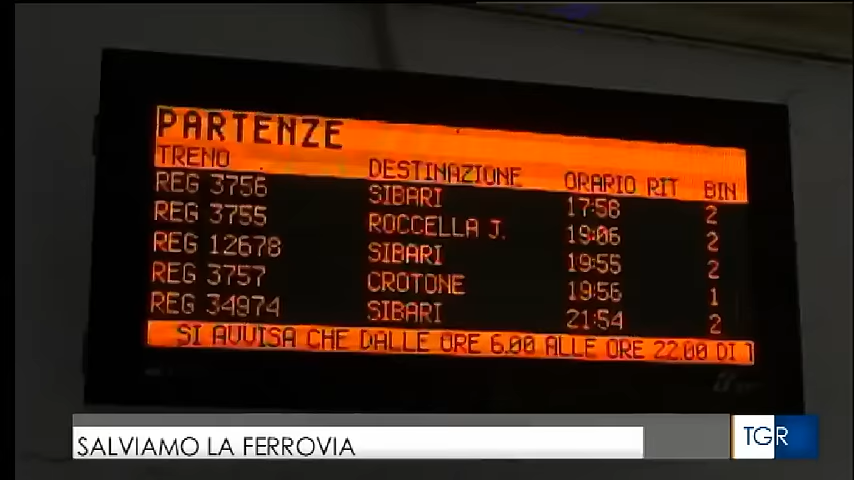 PARTENZE
TRENO DESTINAZIONE ORARIO RIT BIN
REG 3756 SIBARI 17:58 2
REG 3755 ROCCELLA J. 19:06 2
REG 12678 SIBARI 19:55 2
REG 3757 CROTONE 19:56 1
REG 34974 SIBARI 21:54 2
SI AVVISA CHE DALLE ORE 6.00 ALLE ORE 22.00 DI
SALVIAMO LA FERROVIA
TGR